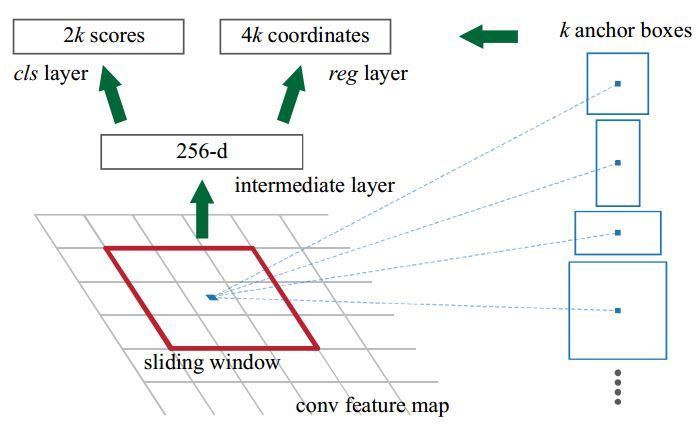 2k scores
4k coordinates
k anchor boxes
cls layer
reg layer
256-d
intermediate layer
sliding window
conv feature map